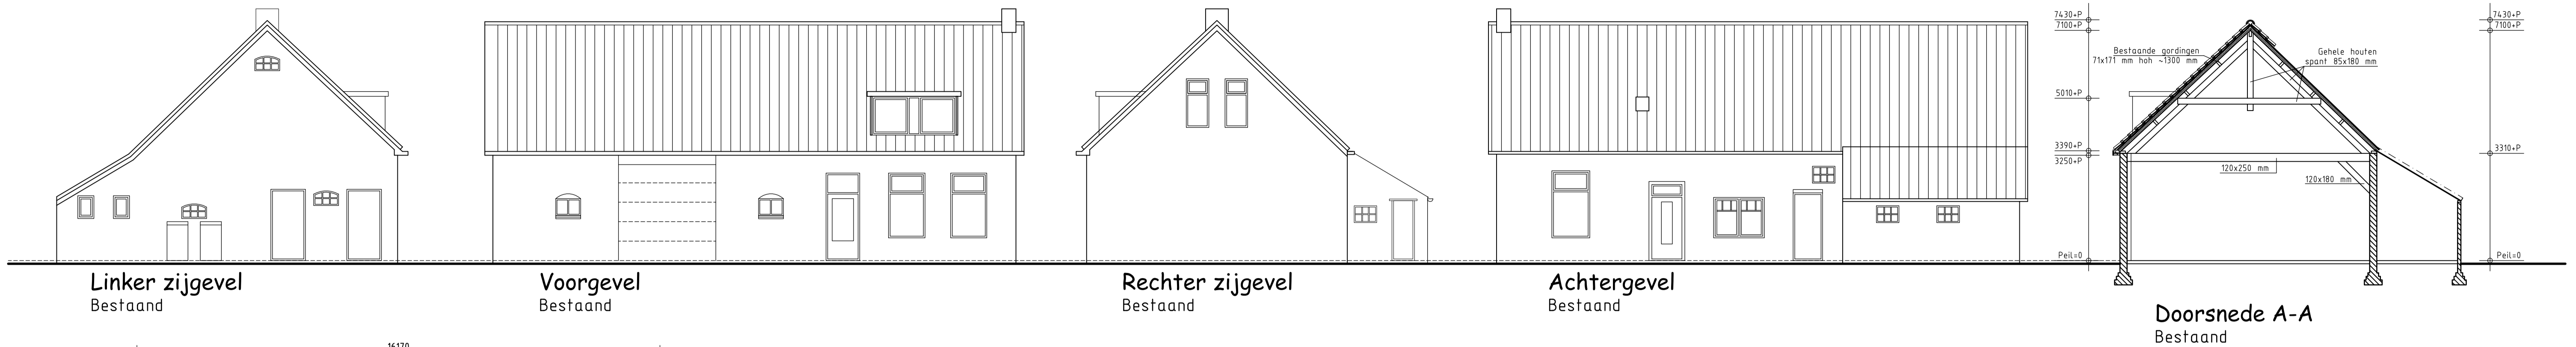 Linker zijgevel
Bestaand
Voorgevel
Bestaand
Rechter zijgevel
Bestaand
Achtergevel
Bestaand
7430+P
7100+P
Bestaande gordingen
71x171 mm hoh ~1300 mm
5010+P
3390+P
3250+P
Peil=0
Gehele houten
spant 85x180 mm
120x250 mm
120x180 mm
7430+P
7100+P
3310+P
Peil=0
Doorsnede A-A
Bestaand
16170